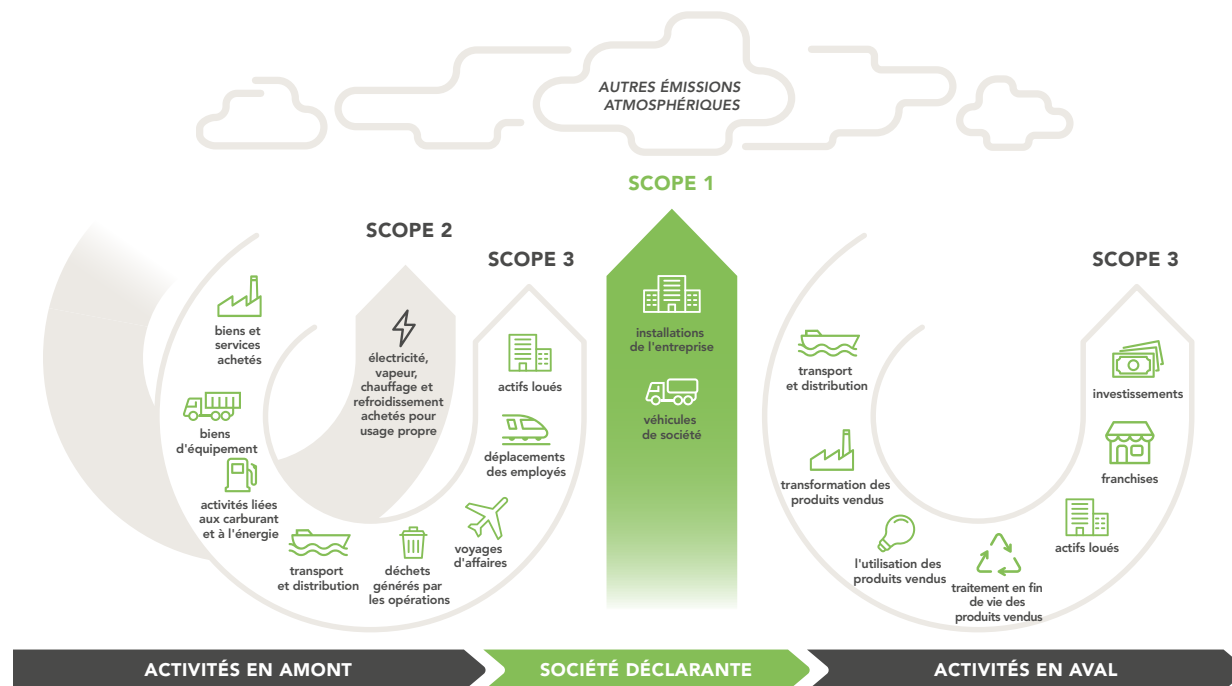 AUTRES ÉMISSIONS
ATMOSPHÉRIQUES
SCOPE 1
SCOPE 2
SCOPE 3
SCOPE 3
biens et
services
achetés
biens
d'équipement
activités liées
aux carburant
et à l'énergie
transport
et distribution
déchets
générés par
les opérations
voyages
d'affaires
déplacements
des employés
actifs loués
électricité,
vapeur,
chauffage et
refroidissement
achetés pour
usage propre
installations
de l'entreprise
véhicules
de société
transport
et distribution
transformation des
produits vendus
l'utilisation des
produits vendus
traitement en fin
de vie des
produits vendus
actifs loués
franchises
investissements
ACTIVITÉS EN AMONT
SOCIÉTÉ DÉCLARANTE
ACTIVITÉS EN AVAL